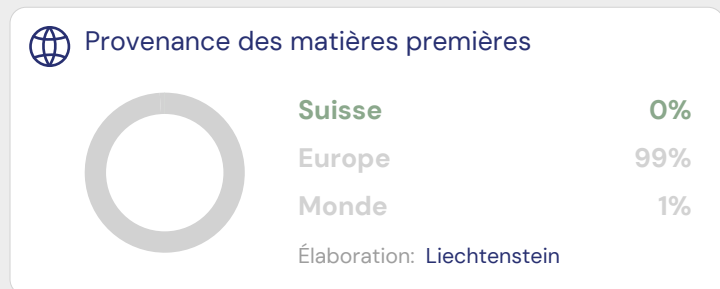 Provenance des matières premières
Suisse 0%
Europe 99%
Monde 1%
Élaboration: Liechtenstein